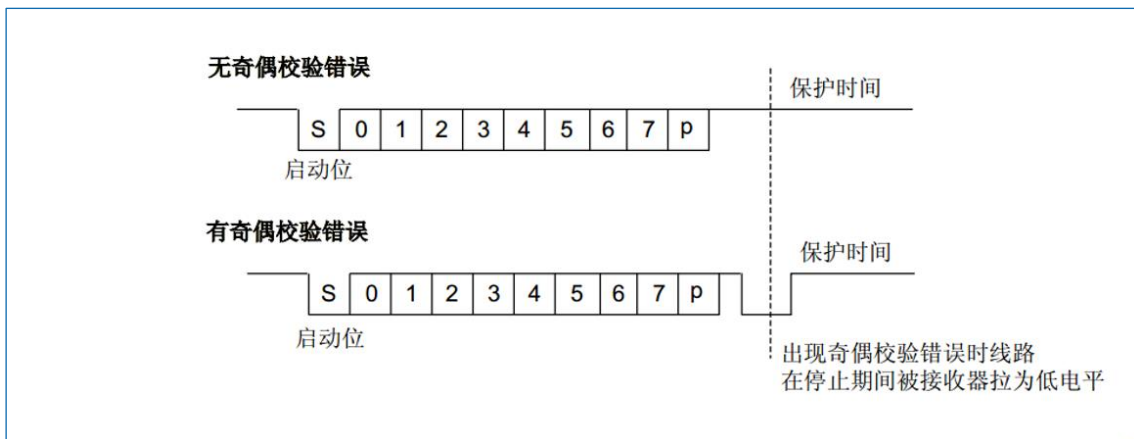 无奇偶校验错误
保护时间
S 0 1 2 3 4 5 6 7 p
启动位
有奇偶校验错误
保护时间
S 0 1 2 3 4 5 6 7 p
启动位
出现奇偶校验错误时线路
在停止期间被接收器拉为低电平